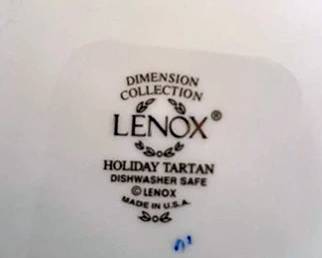 DIMENSION
COLLECTION
LENOX®
HOLIDAY TARTAN
DISHWASHER SAFE
© LENOX
MADE IN U.S.A.